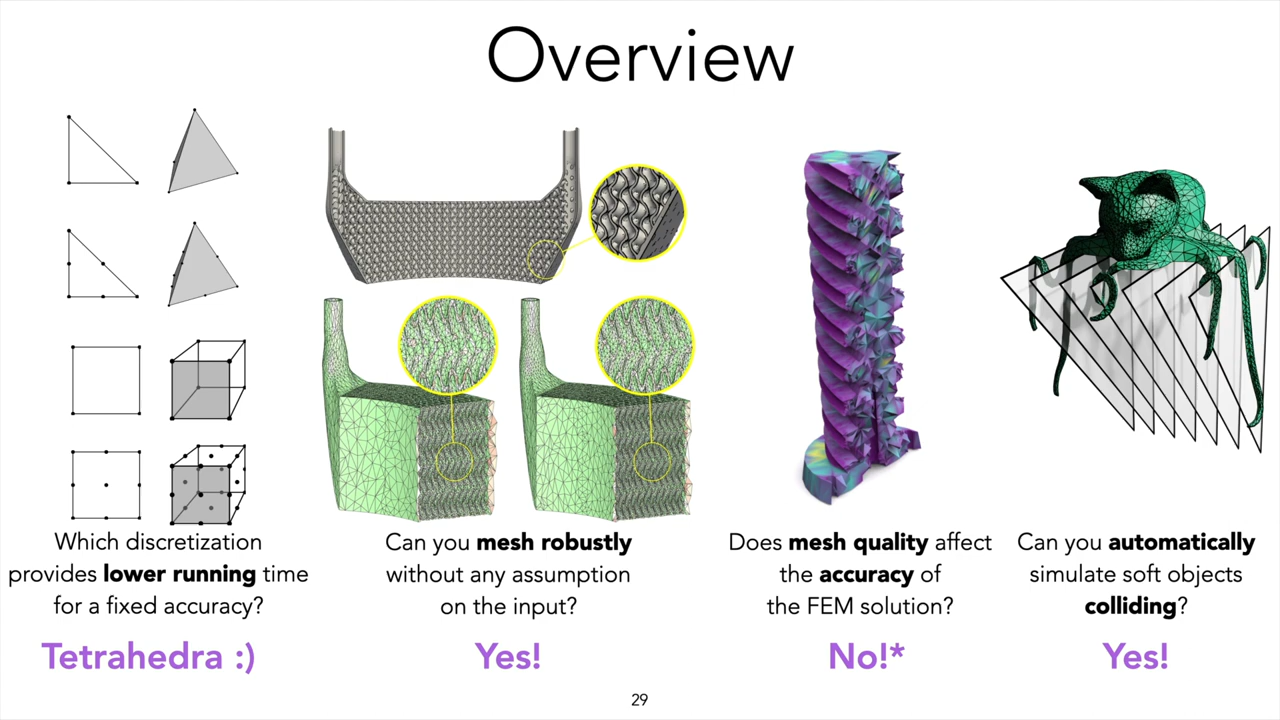 Overview
Which discretization
provides lower running time
for a fixed accuracy?
Tetrahedra :)
Can you mesh robustly
without any assumption
on the input?
Yes!
Does mesh quality affect
the accuracy of
the FEM solution?
No!*
Can you automatically
simulate soft objects
colliding?
Yes!
29